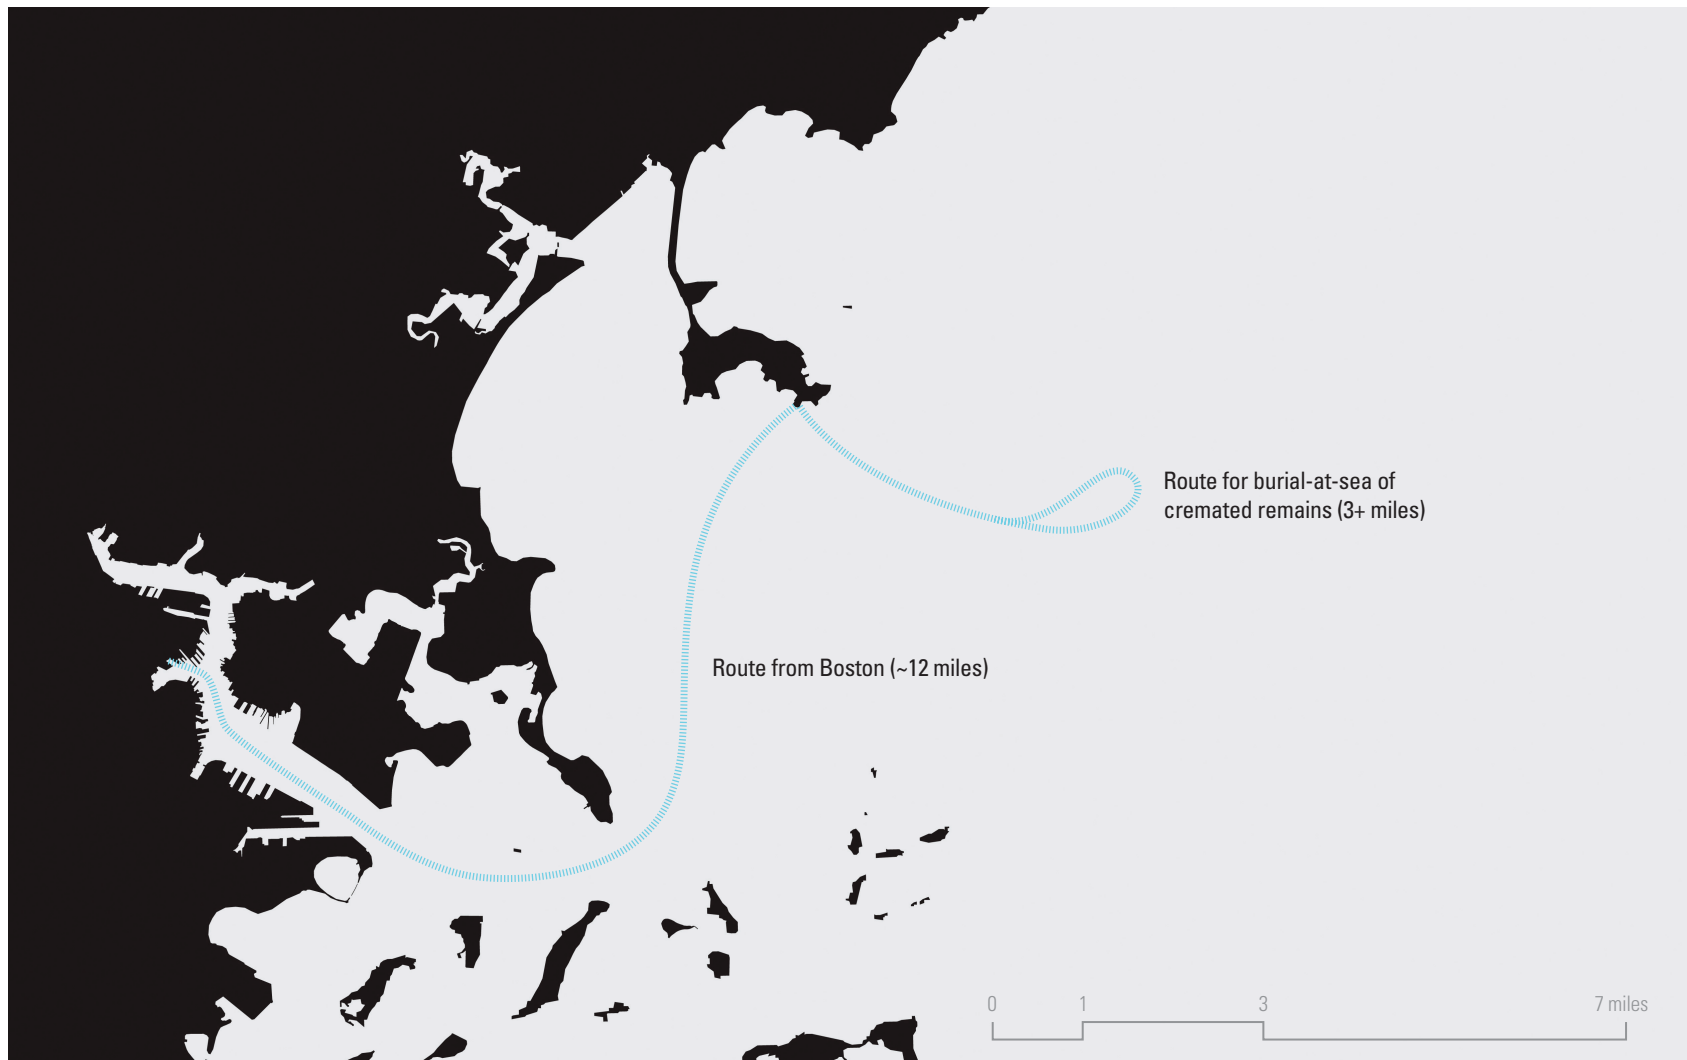 Route for burial-at-sea of
cremated remains (3+ miles)
Route from Boston (~12 miles)
0 1 3 7 miles